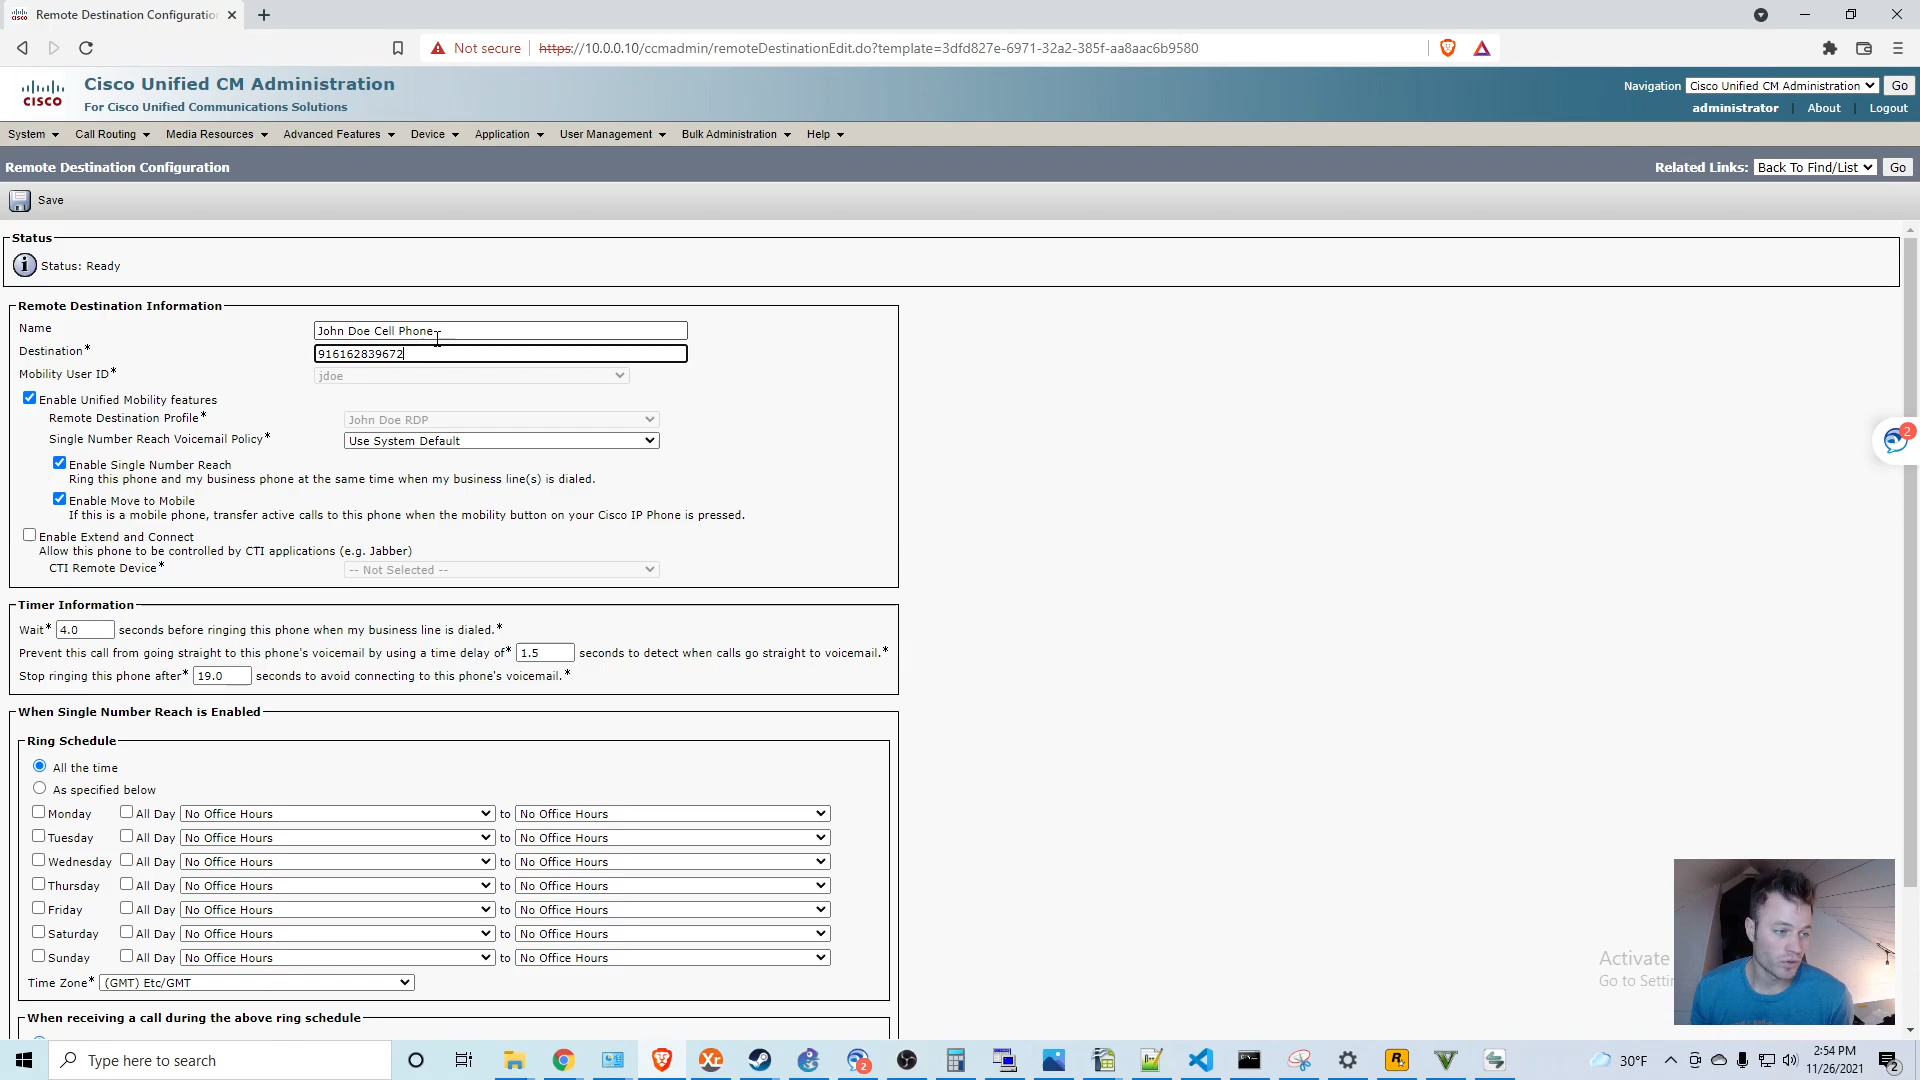 Remote Destination Configuration
Not secure
https://10.0.0.10/ccmadmin/remoteDestinationEdit.do?template=3dfd827e-6971-32a2-385f-aa8aac6b9580
CISCO
Cisco Unified CM Administration
For Cisco Unified Communications Solutions
Navigation Cisco Unified CM Administration Go
administrator | About | Logout
System Call Routing Media Resources Advanced Features Device Application User Management Bulk Administration Help
Remote Destination Configuration
Related Links: Back To Find/List Go
Save
Status
Status: Ready
2
Remote Destination Information
Name John Doe Cell Phone
Destination* 916162839672
Mobility User ID* jdoe
Enable Unified Mobility features
Remote Destination Profile* John Doe RDP
Single Number Reach Voicemail Policy* Use System Default
Enable Single Number Reach
Ring this phone and my business phone at the same time when my business line(s) is dialed.
Enable Move to Mobile
If this is a mobile phone, transfer active calls to this phone when the mobility button on your Cisco IP Phone is pressed.
Enable Extend and Connect
Allow this phone to be controlled by CTI applications (e.g. Jabber)
CTI Remote Device* -- Not Selected --
Timer Information
Wait* 4.0 seconds before ringing this phone when my business line is dialed.*
Prevent this call from going straight to this phone's voicemail by using a time delay of* 1.5 seconds to detect when calls go straight to voicemail.*
Stop ringing this phone after* 19.0 seconds to avoid connecting to this phone's voicemail.*
When Single Number Reach is Enabled
Ring Schedule
All the time
As specified below
Monday All Day No Office Hours to No Office Hours
Tuesday All Day No Office Hours to No Office Hours
Wednesday All Day No Office Hours to No Office Hours
Thursday All Day No Office Hours to No Office Hours
Friday All Day No Office Hours to No Office Hours
Saturday All Day No Office Hours to No Office Hours
Sunday All Day No Office Hours to No Office Hours
Time Zone* (GMT) Etc/GMT
When receiving a call during the above ring schedule
Activate
Go to
Type here to search
Xr
2
R
30°F
2:54 PM
11/26/2021
2